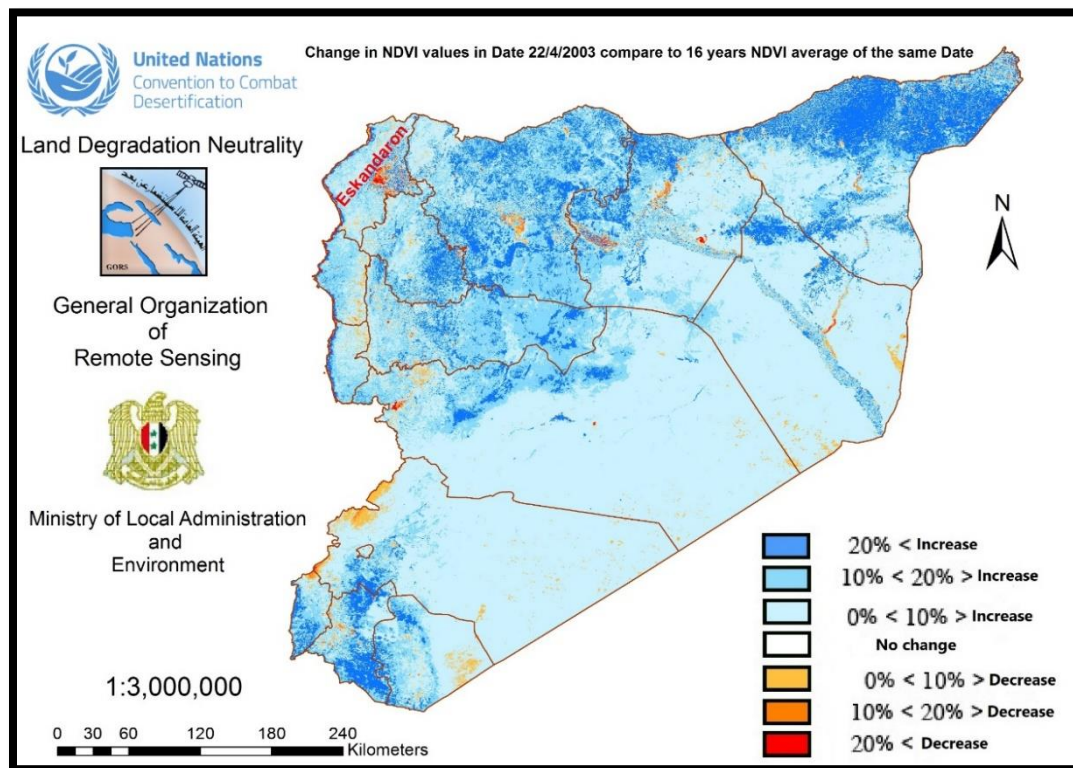 Change in NDVI values in Date 22/4/2003 compare to 16 years NDVI average of the same Date
United Nations
Convention to Combat
Desertification
Land Degradation Neutrality
GORS
General Organization
of
Remote Sensing
Ministry of Local Administration
and
Environment
1:3,000,000
0 30 60 120 180 240
Kilometers
Eskandaron
N
20% < Increase
10% < 20% > Increase
0% < 10% > Increase
No change
0% < 10% > Decrease
10% < 20% > Decrease
20% < Decrease